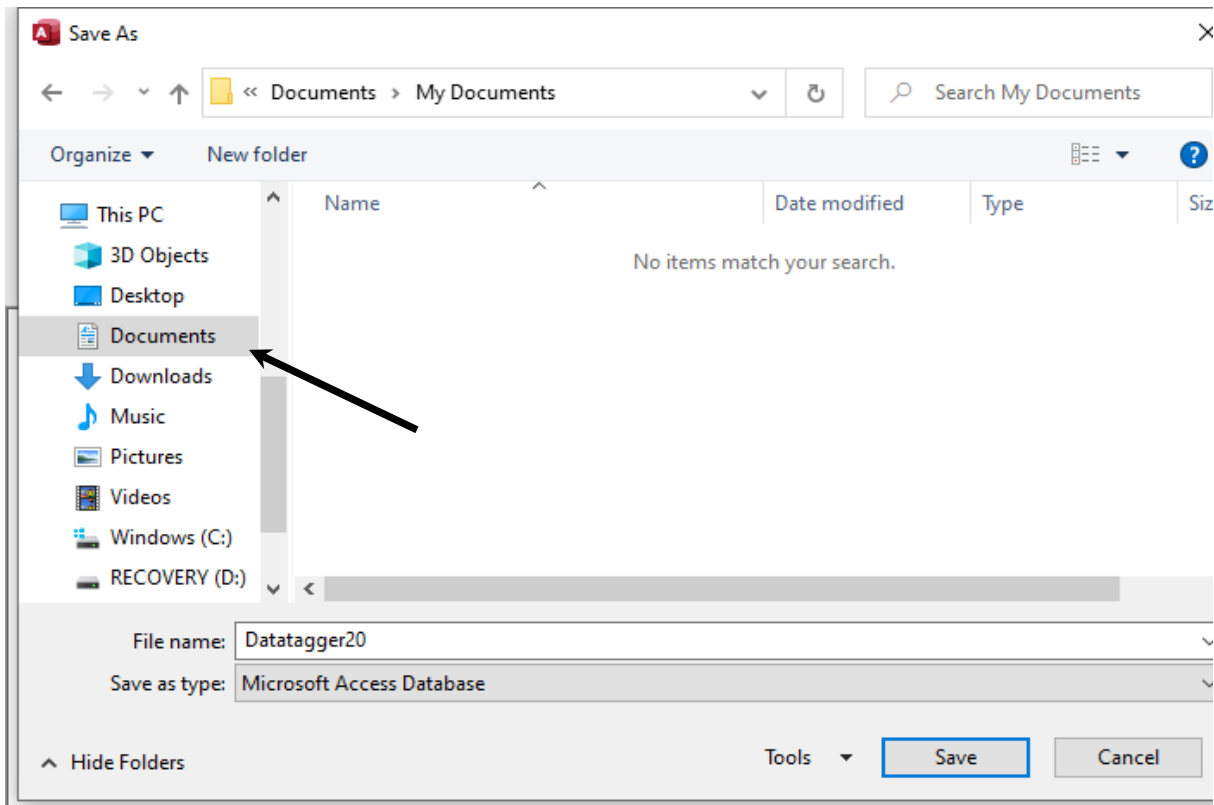 Save As
« Documents › My Documents
Search My Documents
Organize
New folder
Name
Date modified
Type
Siz
This PC
3D Objects
Desktop
Documents
Downloads
Music
Pictures
Videos
Windows (C:)
RECOVERY (D:)
No items match your search.
File name: Datatagger20
Save as type: Microsoft Access Database
Hide Folders
Tools
Save
Cancel